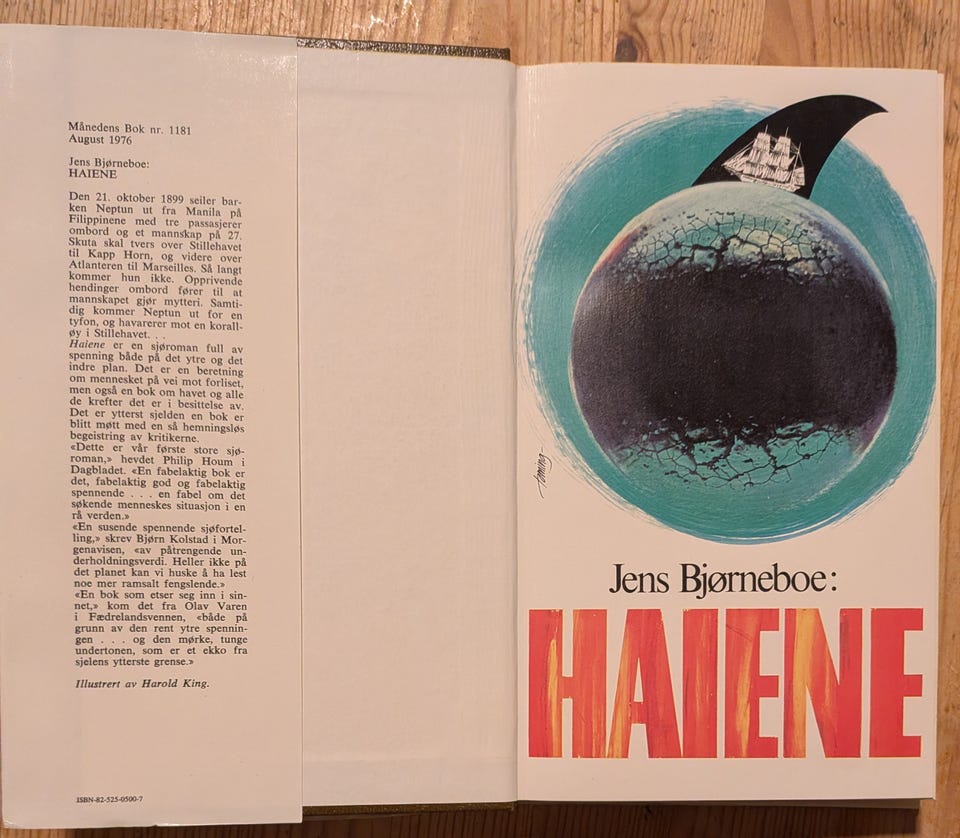 Månedens Bok nr. 1181
August 1976
Jens Bjørneboe:
HAIENE
Den 21. oktober 1899 seiler bar-
ken Neptun ut fra Manila på
Filippinene med tre passasjerer
ombord og et mannskap på 27.
Skuta skal tvers over Stillehavet
til Kapp Horn, og videre over
Atlanteren til Marseilles. Så langt
kommer hun ikke. Opprivende
hendinger ombord fører til at
mannskapet gjør mytteri. Samti-
dig kommer Neptun ut for en
tyfon, og havarerer mot en korall-
øy i Stillehavet. . .
Haiene er en sjøroman full av
spenning både på det ytre og det
indre plan. Det er en beretning
om mennesket på vei mot forliset,
men også en bok om havet og alle
de krefter det er i besittelse av.
Det er ytterst sjelden en bok er
blitt møtt med en så hemningsløs
begeistring av kritikerne.
«Dette er vår første store sjø-
roman,» hevdet Philip Houm i
Dagbladet. «En fabelaktig bok er
det, fabelaktig god og fabelaktig
spennende . . . en fabel om det
søkende menneskes situasjon i en
rå verden.»
«En susende spennende sjøfortel-
ling,» skrev Bjørn Kolstad i Mor-
genavisen, «av påtrengende un-
derholdningsverdi. Heller ikke på
det planet kan vi huske å ha lest
noe mer ramsalt fengslende.»
«En bok som etser seg inn i sin-
net,» kom det fra Olav Varen
i Fædrelandsvennen, «både på
grunn av den rent ytre spennin-
gen . . . og den mørke, tunge
undertonen, som er et ekko fra
sjelens ytterste grense.»
Illustrert av Harold King.
ISBN-82-525-0500-7
Jens Bjørneboe:
HAIENE